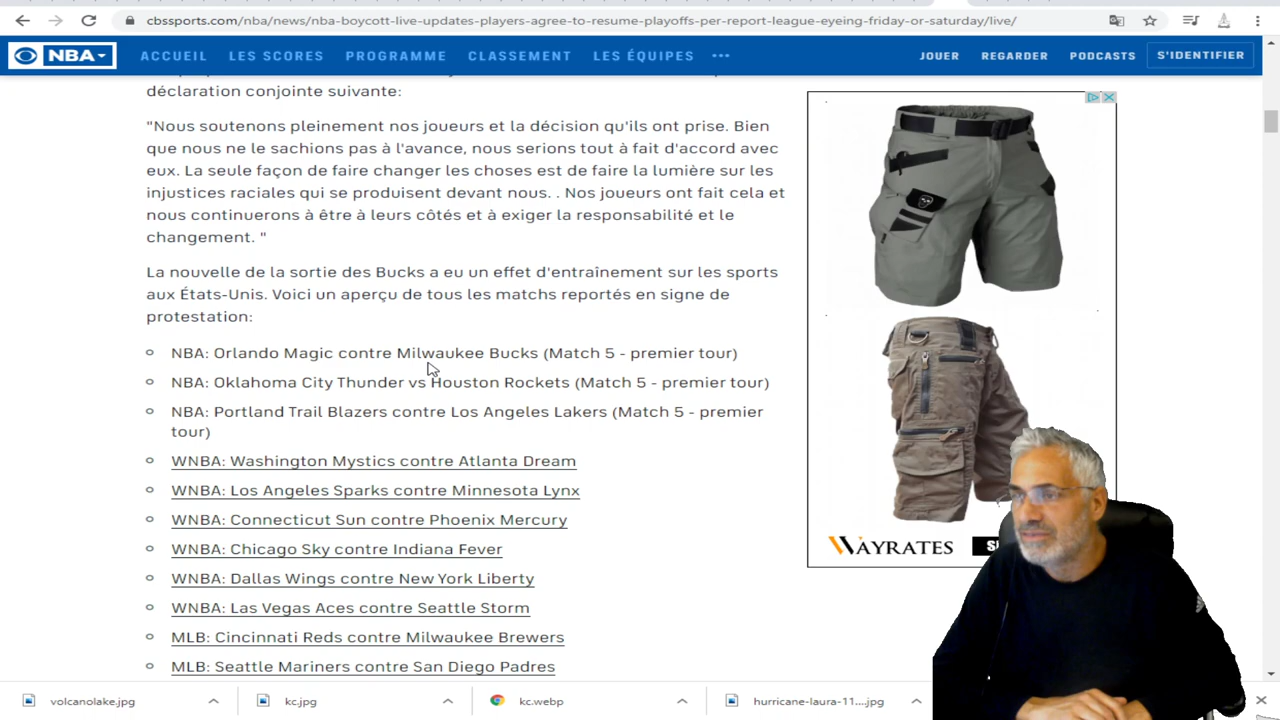 cbssports.com/nba/news/nba-boycott-live-updates-players-agree-to-resume-playoffs-per-report-league-eyeing-friday-or-saturday/live/
NBA ACCUEIL LES SCORES PROGRAMME CLASSEMENT LES ÉQUIPES ••• JOUER REGARDER PODCASTS S'IDENTIFIER
déclaration conjointe suivante:
"Nous soutenons pleinement nos joueurs et la décision qu'ils ont prise. Bien
que nous ne le sachions pas à l'avance, nous serions tout à fait d'accord avec
eux. La seule façon de faire changer les choses est de faire la lumière sur les
injustices raciales qui se produisent devant nous. . Nos joueurs ont fait cela et
nous continuerons à être à leurs côtés et à exiger la responsabilité et le
changement. "
La nouvelle de la sortie des Bucks a eu un effet d'entraînement sur les sports
aux États-Unis. Voici un aperçu de tous les matchs reportés en signe de
protestation:
NBA: Orlando Magic contre Milwaukee Bucks (Match 5 - premier tour)
NBA: Oklahoma City Thunder vs Houston Rockets (Match 5 - premier tour)
NBA: Portland Trail Blazers contre Los Angeles Lakers (Match 5 - premier
tour)
WNBA: Washington Mystics contre Atlanta Dream
WNBA: Los Angeles Sparks contre Minnesota Lynx
WNBA: Connecticut Sun contre Phoenix Mercury
WNBA: Chicago Sky contre Indiana Fever
WNBA: Dallas Wings contre New York Liberty
WNBA: Las Vegas Aces contre Seattle Storm
MLB: Cincinnati Reds contre Milwaukee Brewers
MLB: Seattle Mariners contre San Diego Padres
WAYRATES
volcanolake.jpg kc.jpg kc.webp hurricane-laura-11....jpg